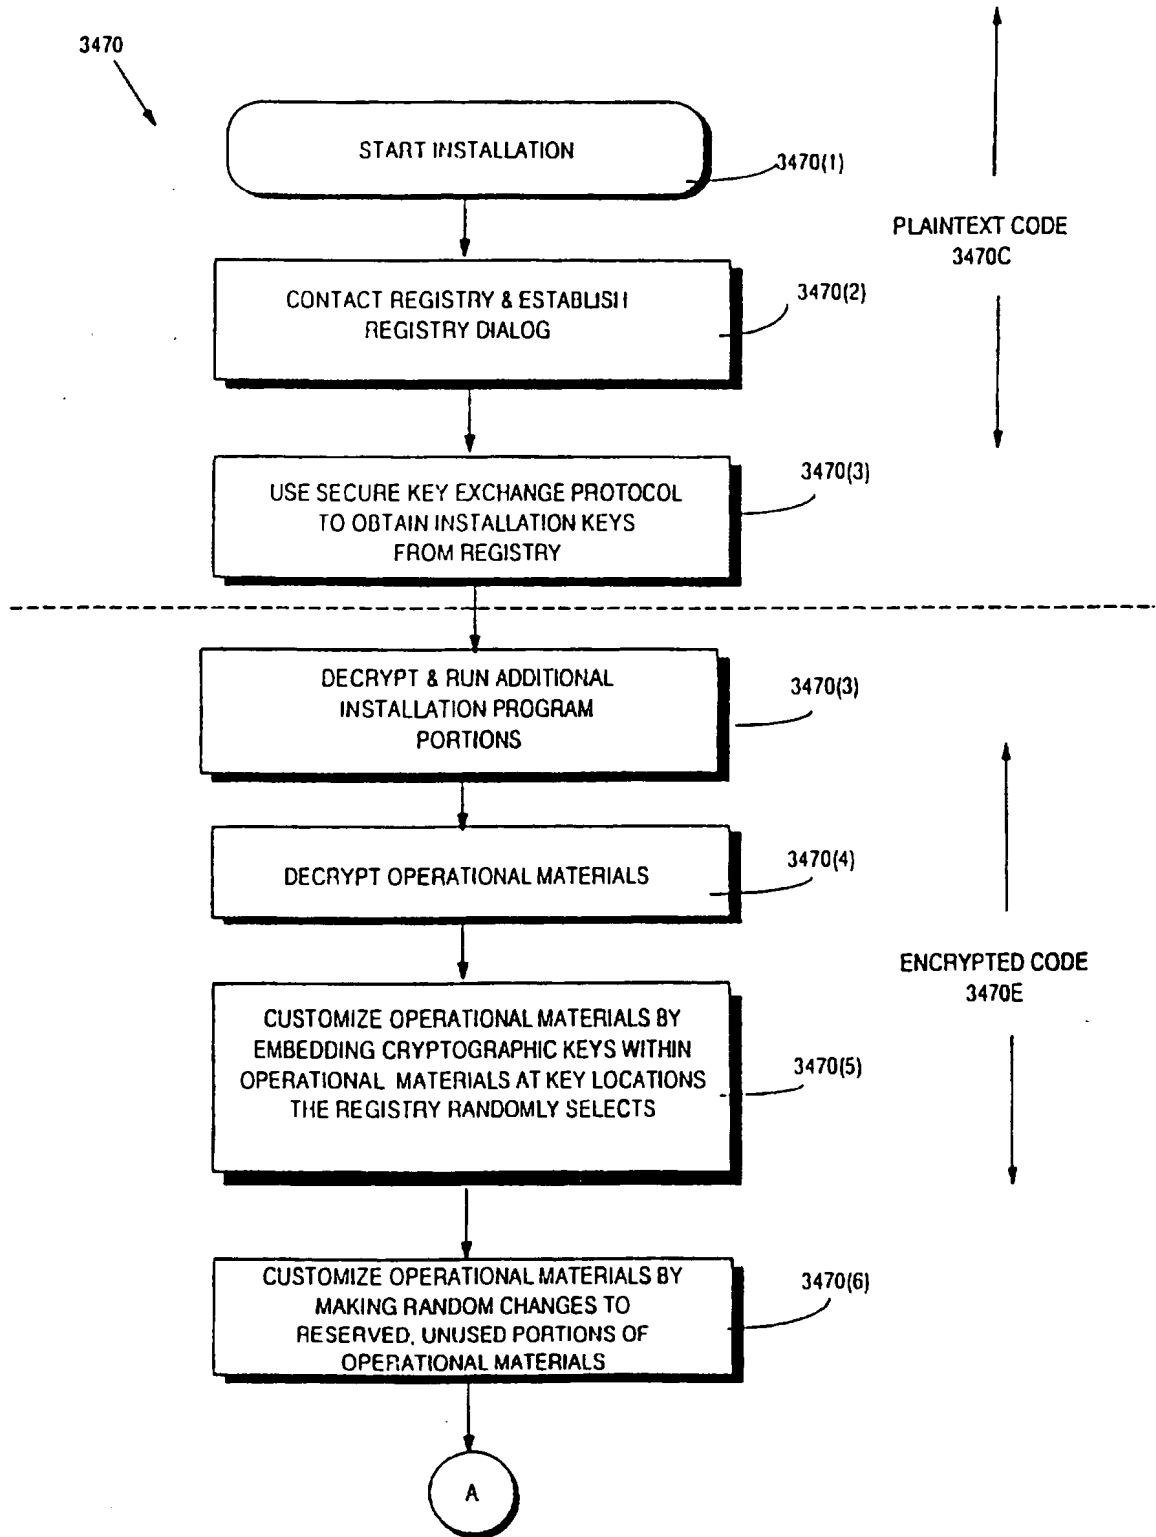 3470
START INSTALLATION
3470(1)
PLAINTEXT CODE
3470C
CONTACT REGISTRY & ESTABLISH
REGISTRY DIALOG
3470(2)
USE SECURE KEY EXCHANGE PROTOCOL
TO OBTAIN INSTALLATION KEYS
FROM REGISTRY
3470(3)
DECRYPT & RUN ADDITIONAL
INSTALLATION PROGRAM
PORTIONS
3470(3)
DECRYPT OPERATIONAL MATERIALS
3470(4)
ENCRYPTED CODE
3470E
CUSTOMIZE OPERATIONAL MATERIALS BY
EMBEDDING CRYPTOGRAPHIC KEYS WITHIN
OPERATIONAL MATERIALS AT KEY LOCATIONS
THE REGISTRY RANDOMLY SELECTS
3470(5)
CUSTOMIZE OPERATIONAL MATERIALS BY
MAKING RANDOM CHANGES TO
RESERVED, UNUSED PORTIONS OF
OPERATIONAL MATERIALS
3470(6)
A